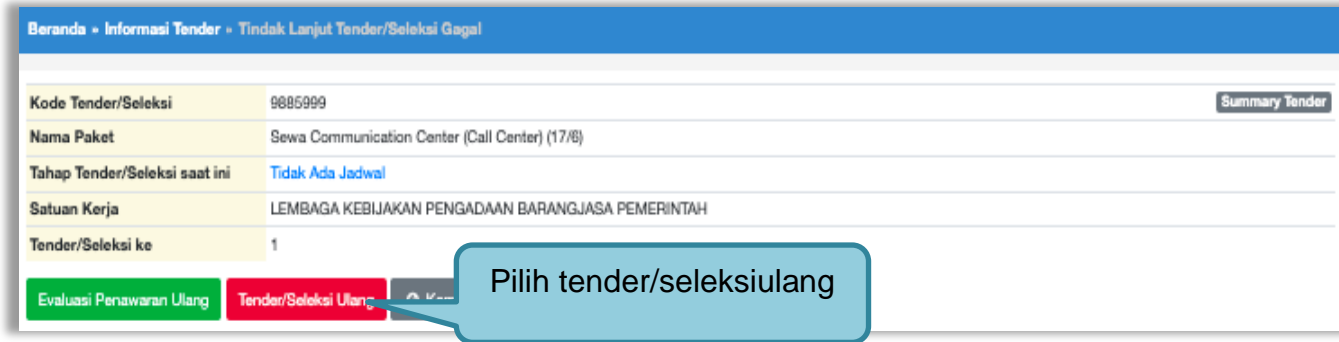 Beranda » Informasi Tender » Tindak Lanjut Tender/Seleksi Gagal
Kode Tender/Seleksi 9885999 Summary Tender
Nama Paket Sewa Communication Center (Call Center) (17/6)
Tahap Tender/Seleksi saat ini Tidak Ada Jadwal
Satuan Kerja LEMBAGA KEBIJAKAN PENGADAAN BARANGJASA PEMERINTAH
Tender/Seleksi ke 1
Pilih tender/seleksiulang
Evaluasi Penawaran Ulang Tender/Seleksi Ulang